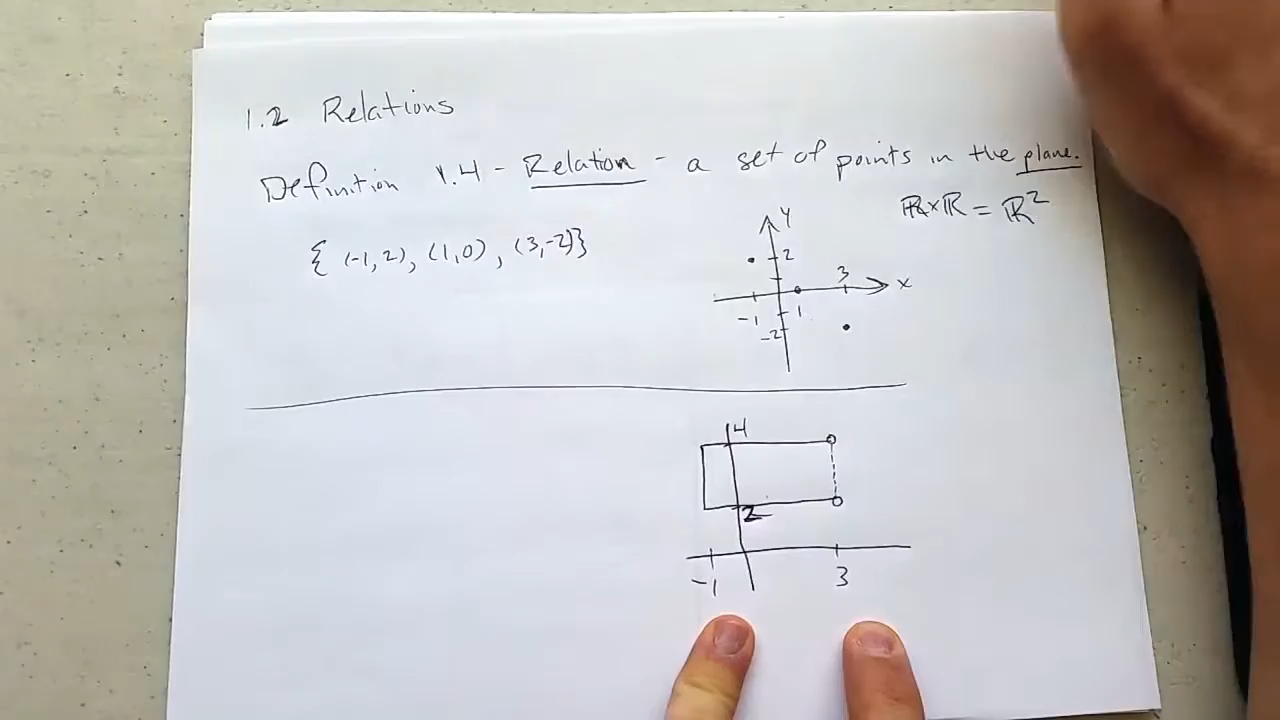 1.2 Relations
Definition 1.4 - Relation - a set of points in the plane.
ℝ×ℝ = ℝ²
{ (-1,2), (1,0), (3,-2)}
y
2
3
x
-1
1
-2
4
2
-1
3